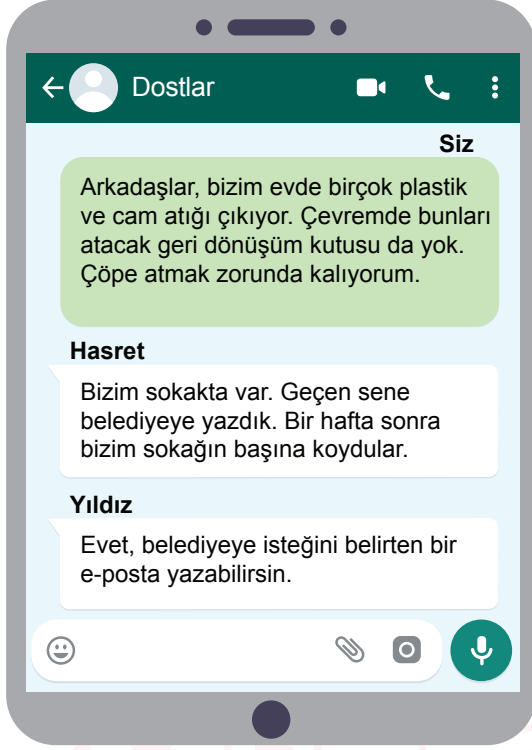 Dostlar
Siz
Arkadaşlar, bizim evde birçok plastik
ve cam atığı çıkıyor. Çevremde bunları
atacak geri dönüşüm kutusu da yok.
Çöpe atmak zorunda kalıyorum.
Hasret
Bizim sokakta var. Geçen sene
belediyeye yazdık. Bir hafta sonra
bizim sokağın başına koydular.
Yıldız
Evet, belediyeye isteğini belirten bir
e-posta yazabilirsin.